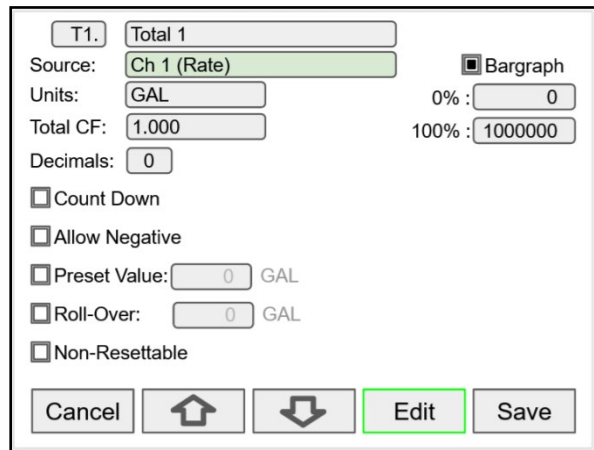 T1. Total 1
Source: Ch 1 (Rate) Bargraph
Units: GAL 0% : 0
Total CF: 1.000 100% : 1000000
Decimals: 0
Count Down
Allow Negative
Preset Value: 0 GAL
Roll-Over: 0 GAL
Non-Resettable
Cancel Edit Save